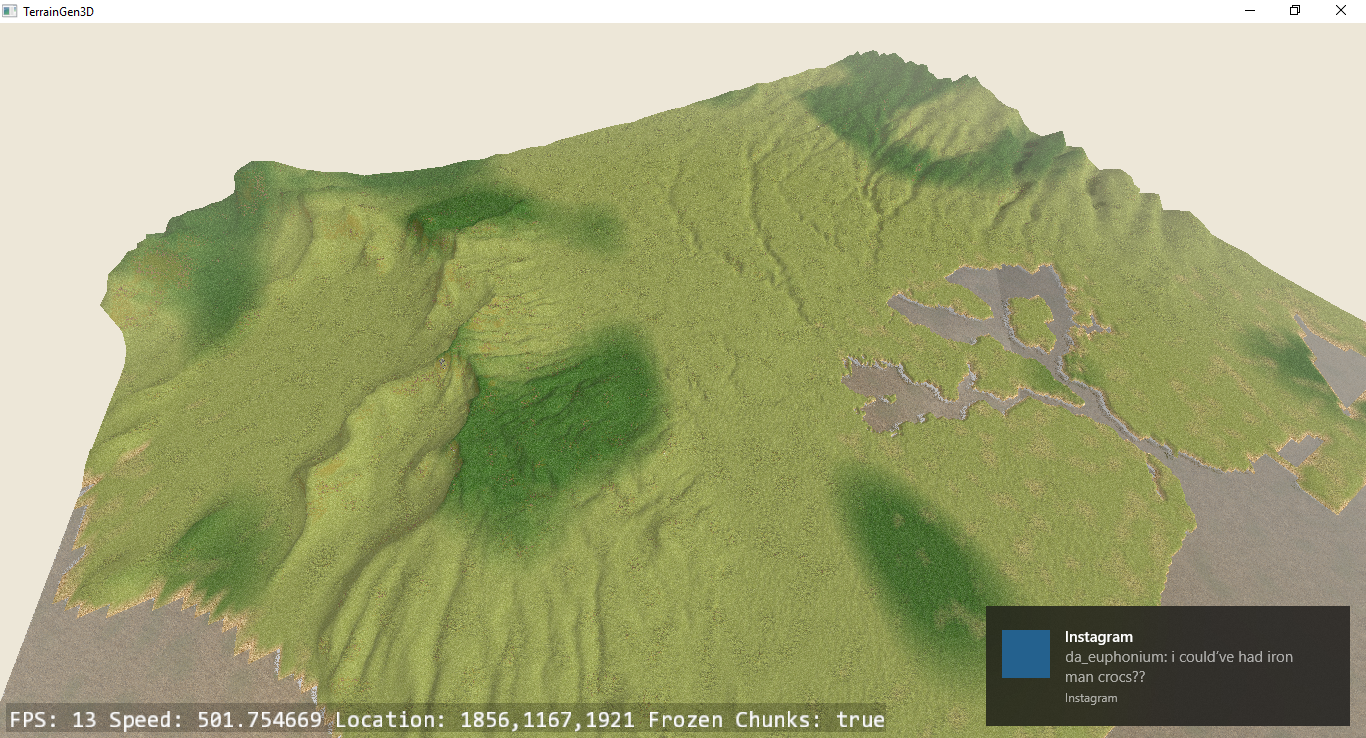 TerrainGen3D
Instagram
da_euphonium: i could've had iron
man crocs??
Instagram
FPS: 13 Speed: 501.754669 Location: 1856,1167,1921 Frozen Chunks: true